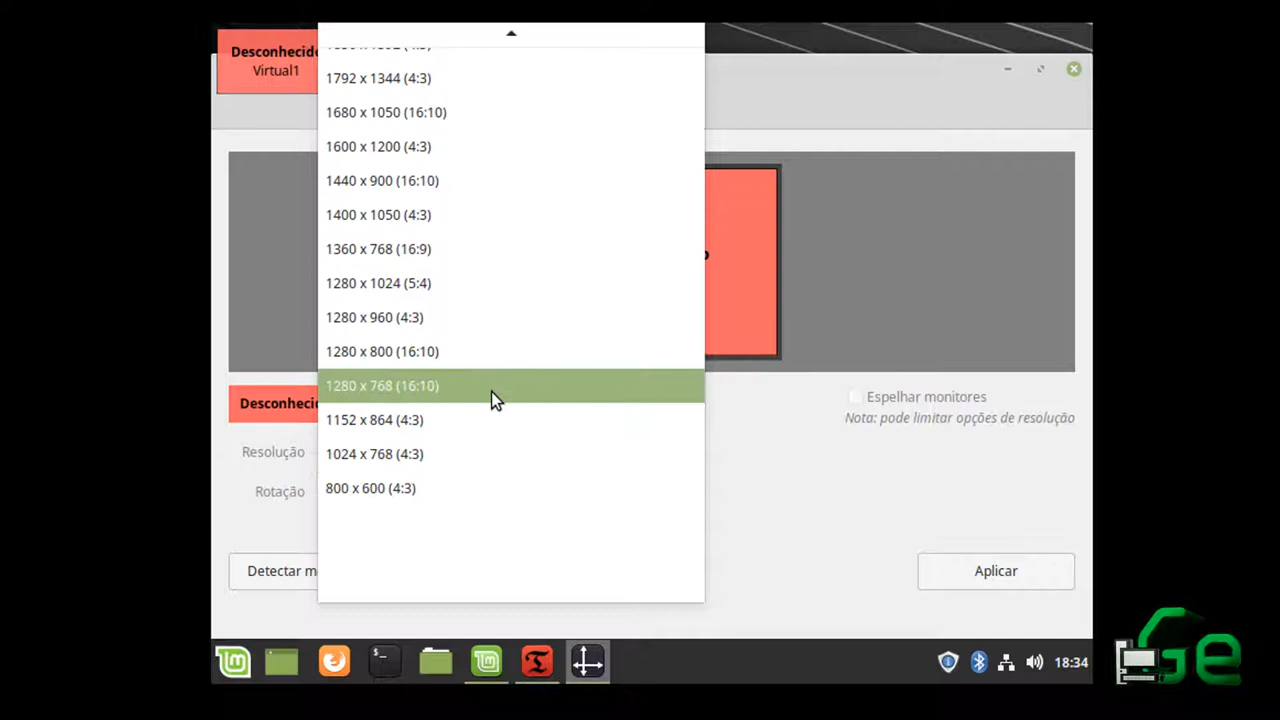 Desconhecido
Virtual1
1792 x 1344 (4:3)
1680 x 1050 (16:10)
1600 x 1200 (4:3)
1440 x 900 (16:10)
1400 x 1050 (4:3)
1360 x 768 (16:9)
1280 x 1024 (5:4)
1280 x 960 (4:3)
1280 x 800 (16:10)
1280 x 768 (16:10)
1152 x 864 (4:3)
1024 x 768 (4:3)
800 x 600 (4:3)
Desconheci
Espelhar monitores
Nota: pode limitar opções de resolução
Resolução
Rotação
Detectar m
Aplicar
18:34
Ge